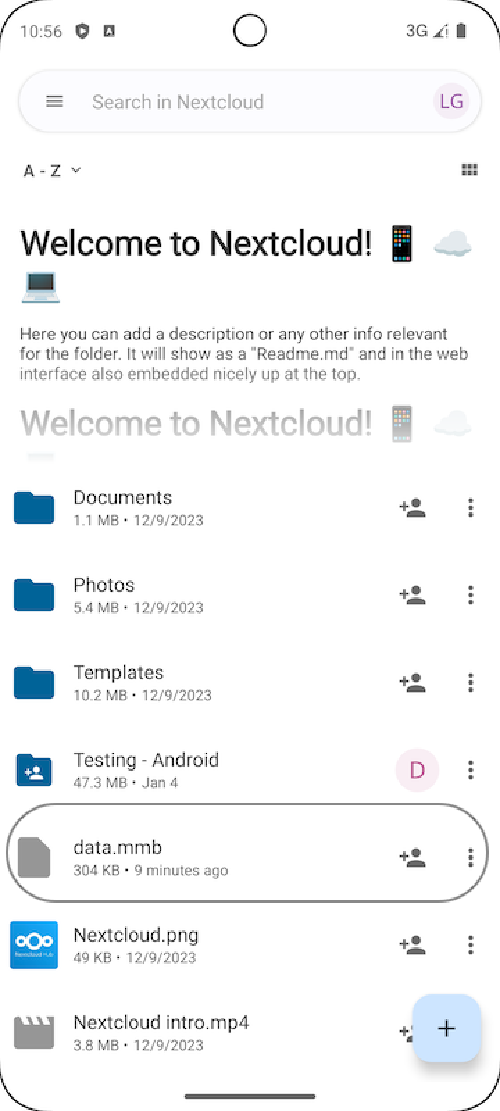 10:56
3G
Search in Nextcloud
LG
A - Z
Welcome to Nextcloud! 📱 ☁️
💻
Here you can add a description or any other info relevant
for the folder. It will show as a "Readme.md" and in the web
interface also embedded nicely up at the top.
Welcome to Nextcloud! 📱 ☁️
Documents
1.1 MB • 12/9/2023
Photos
5.4 MB • 12/9/2023
Templates
10.2 MB • 12/9/2023
Testing - Android
47.3 MB • Jan 4
D
data.mmb
304 KB • 9 minutes ago
Nextcloud.png
49 KB • 12/9/2023
Nextcloud intro.mp4
3.8 MB • 12/9/2023